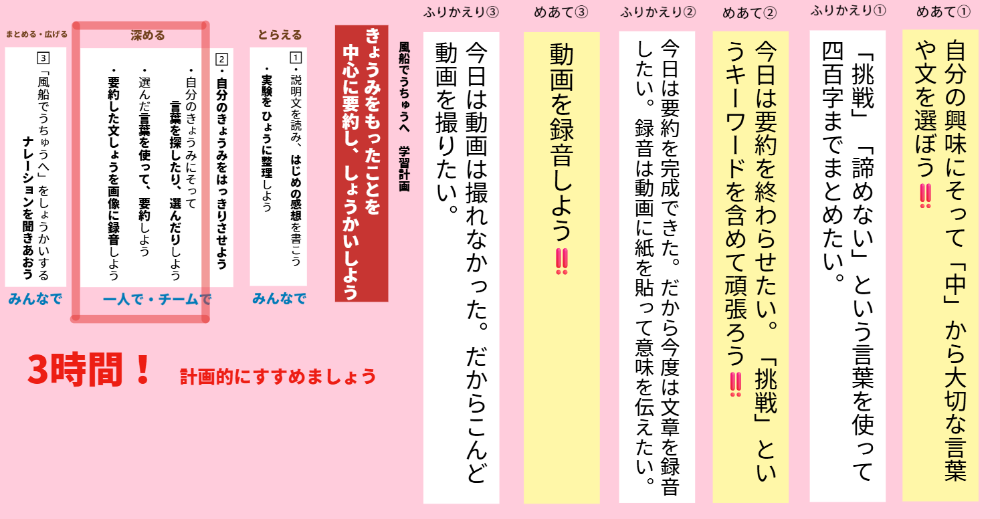 めあて①
自分の興味にそって「中」から大切な言葉
や文を選ぼう‼
ふりかえり①
「挑戦」「諦めない」という言葉を使って
四百字までまとめたい。
めあて②
今日は要約を終わらせたい。「挑戦」とい
うキーワードを含めて頑張ろう‼
ふりかえり②
今日は要約を完成できた。だから今度は文章を録音
したい。録音は動画に紙を貼って意味を伝えたい。
めあて③
動画を録音しよう‼
ふりかえり③
今日は動画は撮れなかった。だからこんど
動画を撮りたい。
風船でうちゅうへ 学習計画
きょうみをもったことを
中心に要約し、しょうかいしよう
とらえる
1・説明文を読み、はじめの感想を書こう
・実験を ひょうに整理しよう
みんなで
深める
2・自分のきょうみをはっきりさせよう
・自分のきょうみにそって
言葉を探したり、選んだりしよう
・選んだ言葉を使って、要約しよう
・要約した文しょうを画像に録音しよう
一人で・チームで
まとめる・広げる
3「風船でうちゅうへ」をしょうかいする
ナレーションを聞きあおう
みんなで
3時間！ 計画的にすすめましょう